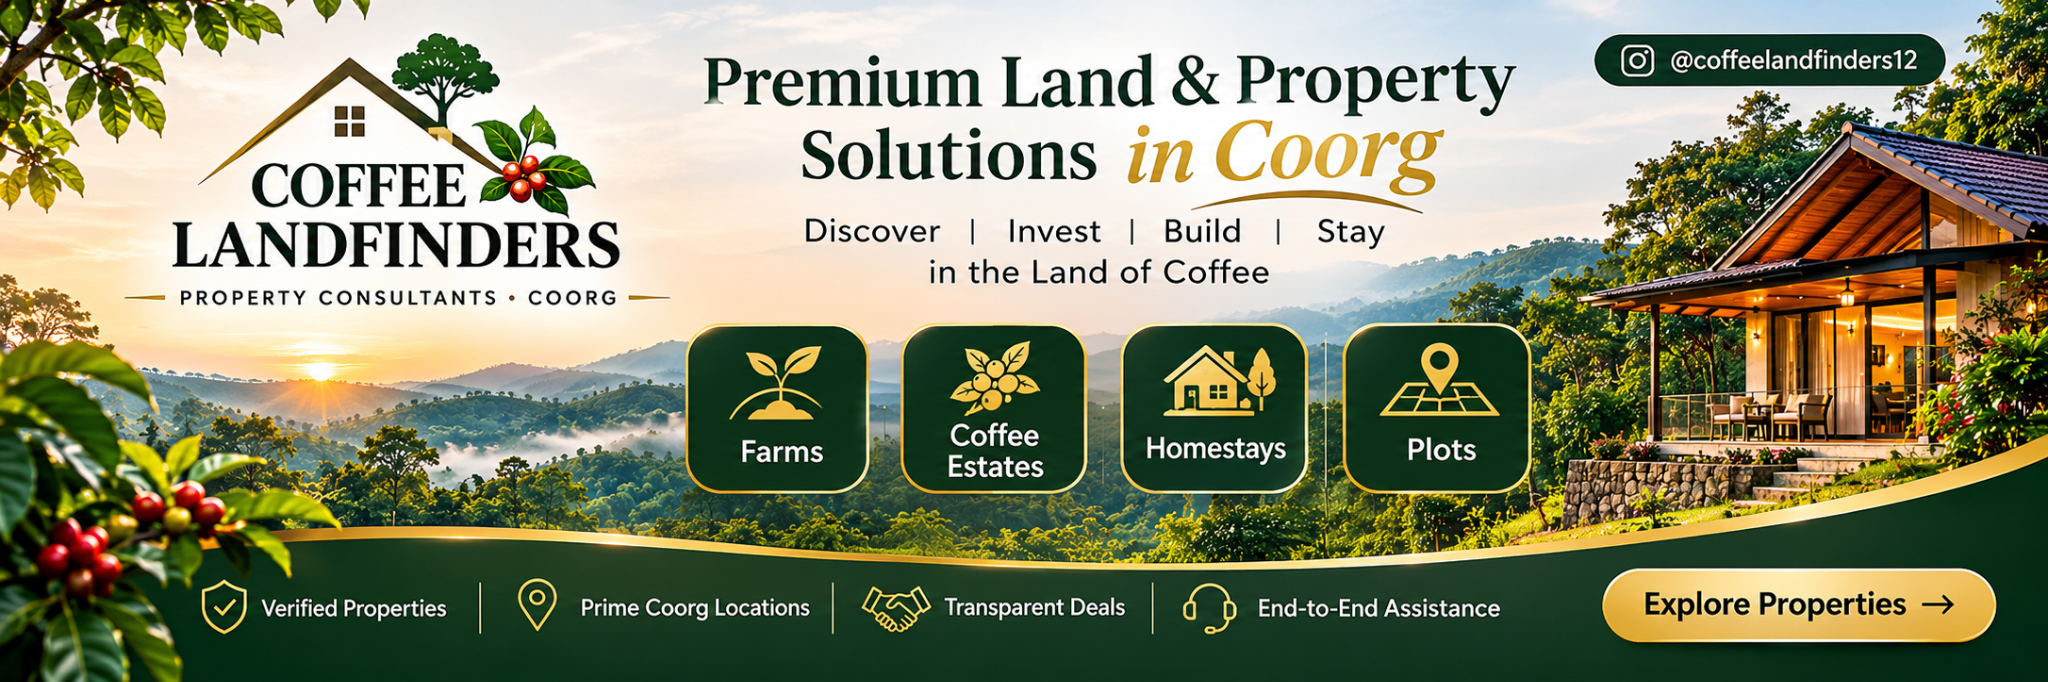 COFFEE
LANDFINDERS
PROPERTY CONSULTANTS • COORG
Premium Land & Property
Solutions in Coorg
Discover | Invest | Build | Stay
in the Land of Coffee
@coffeelandfinders12
Farms
Coffee
Estates
Homestays
Plots
Verified Properties
Prime Coorg Locations
Transparent Deals
End-to-End Assistance
Explore Properties →